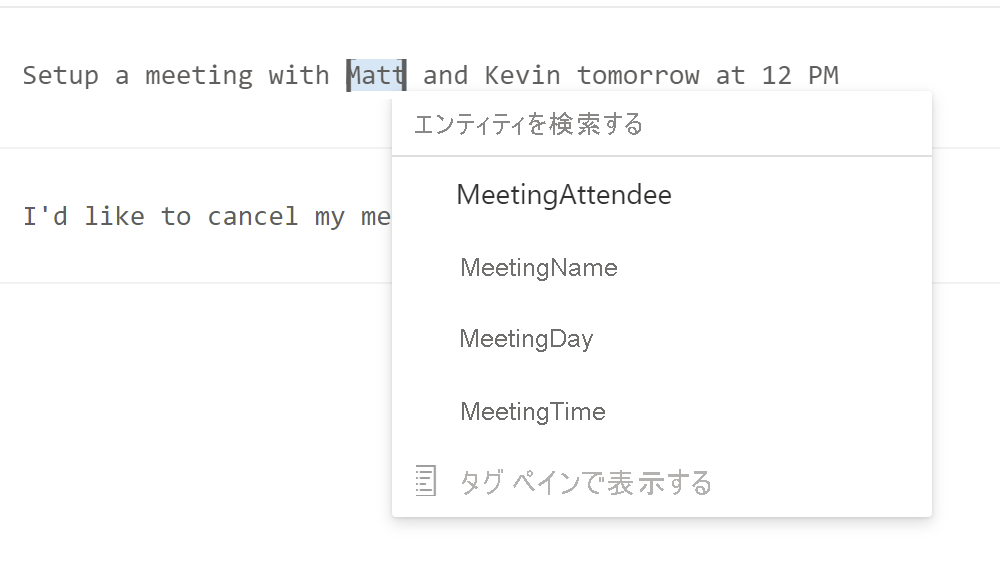 Setup a meeting with Matt and Kevin tomorrow at 12 PM
エンティティを検索する
MeetingAttendee
I'd like to cancel my me
MeetingName
MeetingDay
MeetingTime
タグ ペインで表示する